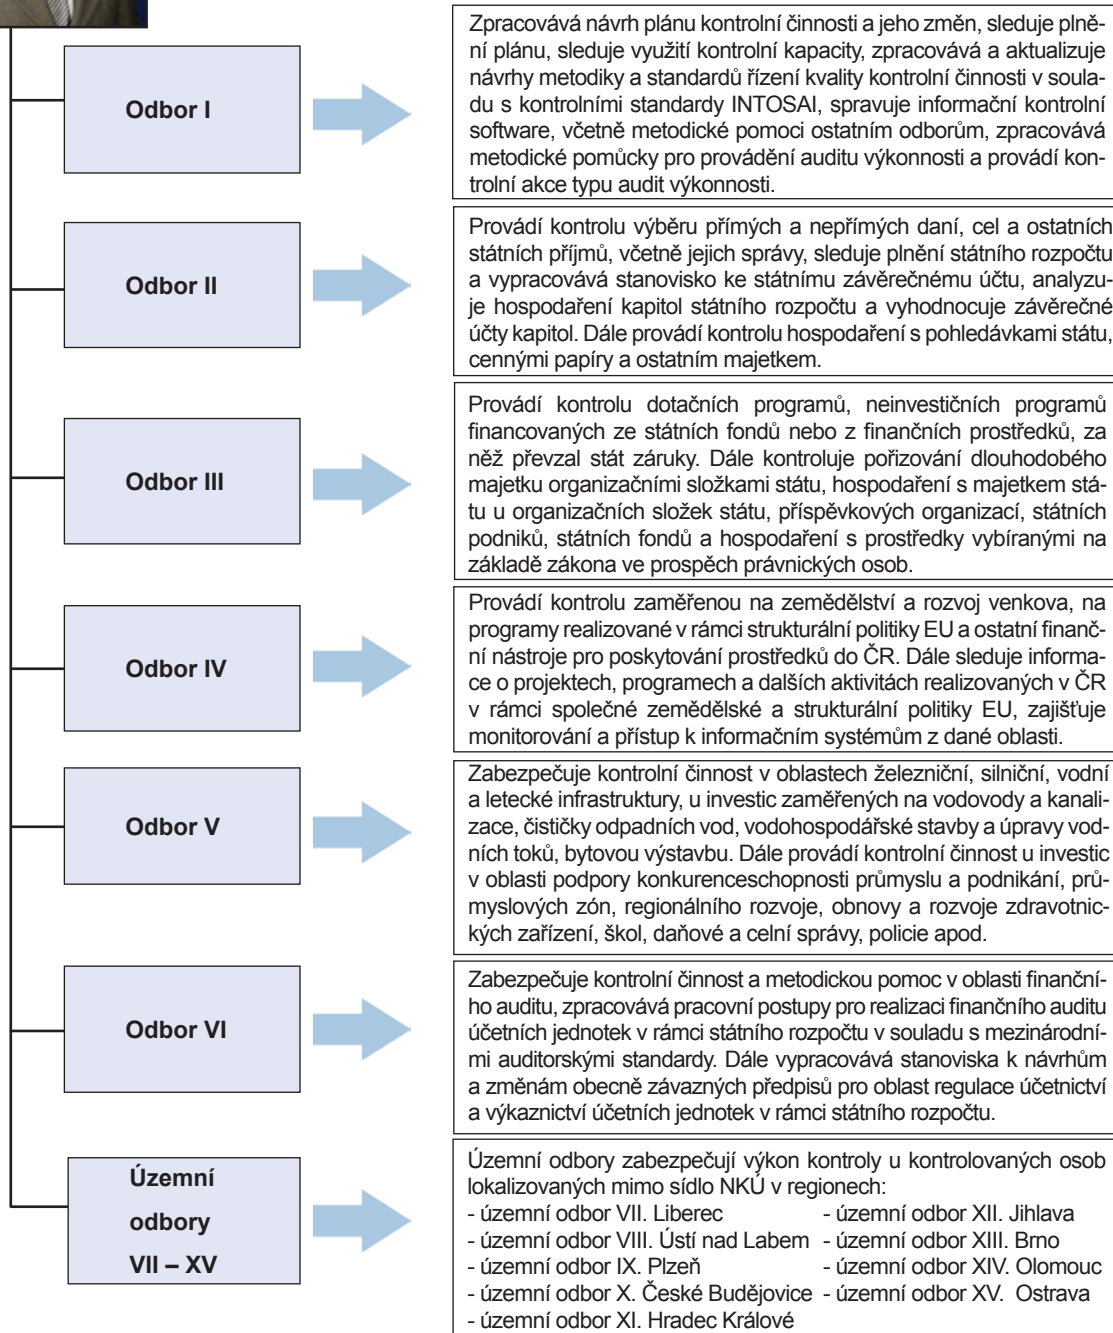 Odbor I
Zpracovává návrh plánu kontrolní činnosti a jeho změn, sleduje plně-
ní plánu, sleduje využití kontrolní kapacity, zpracovává a aktualizuje
návrhy metodiky a standardů řízení kvality kontrolní činnosti v soula-
du s kontrolními standardy INTOSAI, spravuje informační kontrolní
software, včetně metodické pomoci ostatním odborům, zpracovává
metodické pomůcky pro provádění auditu výkonnosti a provádí kon-
trolní akce typu audit výkonnosti.
Odbor II
Provádí kontrolu výběru přímých a nepřímých daní, cel a ostatních
státních příjmů, včetně jejich správy, sleduje plnění státního rozpočtu
a vypracovává stanovisko ke státnímu závěrečnému účtu, analyzu-
je hospodaření kapitol státního rozpočtu a vyhodnocuje závěrečné
účty kapitol. Dále provádí kontrolu hospodaření s pohledávkami státu,
cennými papíry a ostatním majetkem.
Odbor III
Provádí kontrolu dotačních programů, neinvestičních programů
financovaných ze státních fondů nebo z finančních prostředků, za
něž převzal stát záruky. Dále kontroluje pořizování dlouhodobého
majetku organizačními složkami státu, hospodaření s majetkem stá-
tu u organizačních složek státu, příspěvkových organizací, státních
podniků, státních fondů a hospodaření s prostředky vybíranými na
základě zákona ve prospěch právnických osob.
Odbor IV
Provádí kontrolu zaměřenou na zemědělství a rozvoj venkova, na
programy realizované v rámci strukturální politiky EU a ostatní finanč-
ní nástroje pro poskytování prostředků do ČR. Dále sleduje informa-
ce o projektech, programech a dalších aktivitách realizovaných v ČR
v rámci společné zemědělské a strukturální politiky EU, zajišťuje
monitorování a přístup k informačním systémům z dané oblasti.
Odbor V
Zabezpečuje kontrolní činnost v oblastech železniční, silniční, vodní
a letecké infrastruktury, u investic zaměřených na vodovody a kanali-
zace, čističky odpadních vod, vodohospodářské stavby a úpravy vod-
ních toků, bytovou výstavbu. Dále provádí kontrolní činnost u investic
v oblasti podpory konkurenceschopnosti průmyslu a podnikání, prů-
myslových zón, regionálního rozvoje, obnovy a rozvoje zdravotnic-
kých zařízení, škol, daňové a celní správy, policie apod.
Odbor VI
Zabezpečuje kontrolní činnost a metodickou pomoc v oblasti finanční-
ho auditu, zpracovává pracovní postupy pro realizaci finančního auditu
účetních jednotek v rámci státního rozpočtu v souladu s mezinárodní-
mi auditorskými standardy. Dále vypracovává stanoviska k návrhům
a změnám obecně závazných předpisů pro oblast regulace účetnictví
a výkaznictví účetních jednotek v rámci státního rozpočtu.
Územní
odbory
VII – XV
Územní odbory zabezpečují výkon kontroly u kontrolovaných osob
lokalizovaných mimo sídlo NKÚ v regionech:
- územní odbor VII. Liberec - územní odbor XII. Jihlava
- územní odbor VIII. Ústí nad Labem - územní odbor XIII. Brno
- územní odbor IX. Plzeň - územní odbor XIV. Olomouc
- územní odbor X. České Budějovice - územní odbor XV. Ostrava
- územní odbor XI. Hradec Králové